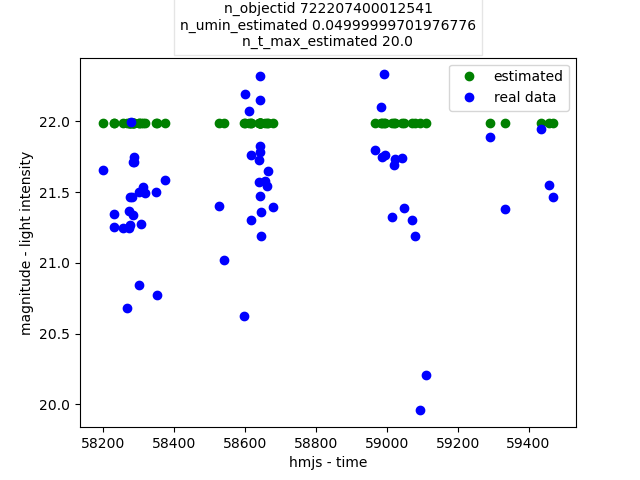 n_objectid 722207400012541
n_umin_estimated 0.04999999701976776
n_t_max_estimated 20.0
estimated
real data
magnitude - light intensity
22.0
21.5
21.0
20.5
20.0
58200 58400 58600 58800 59000 59200 59400
hmjs - time